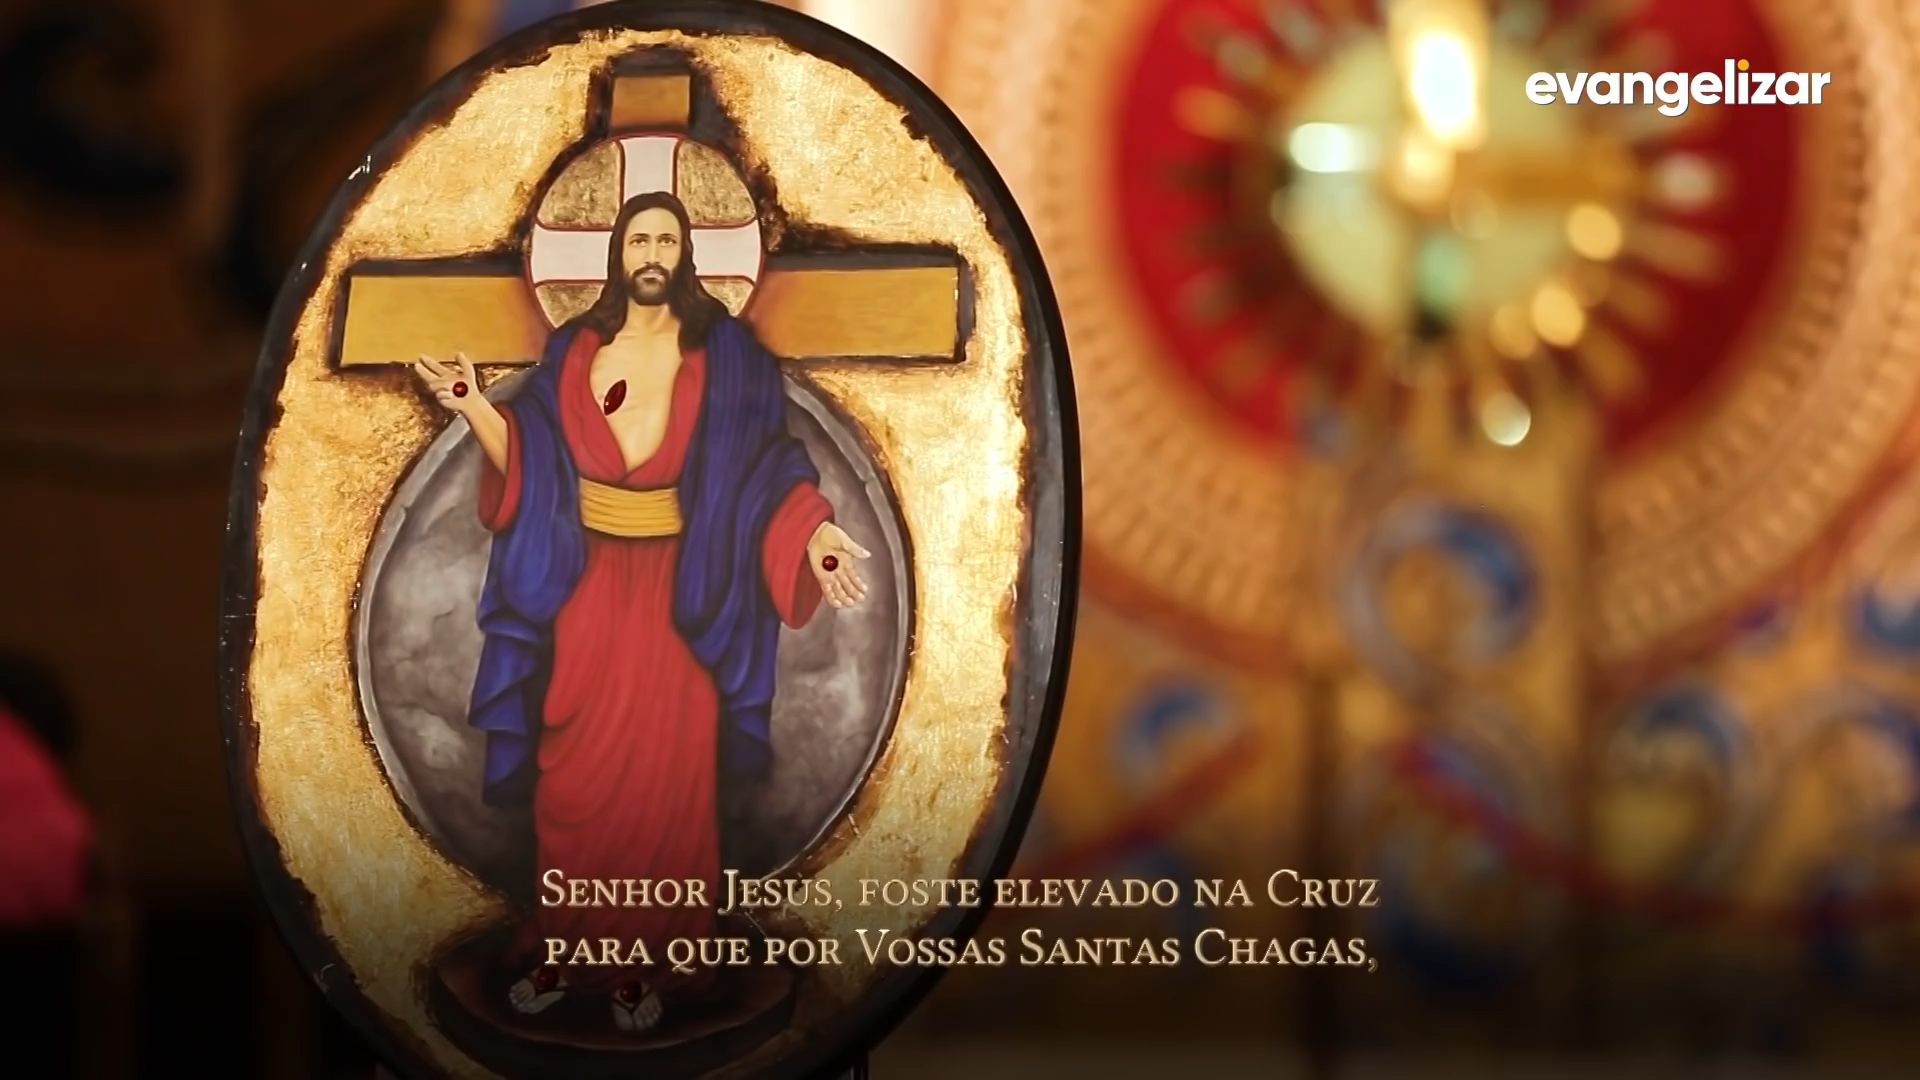 evangelizar
Senhor Jesus, foste elevado na Cruz
para que por Vossas Santas Chagas,